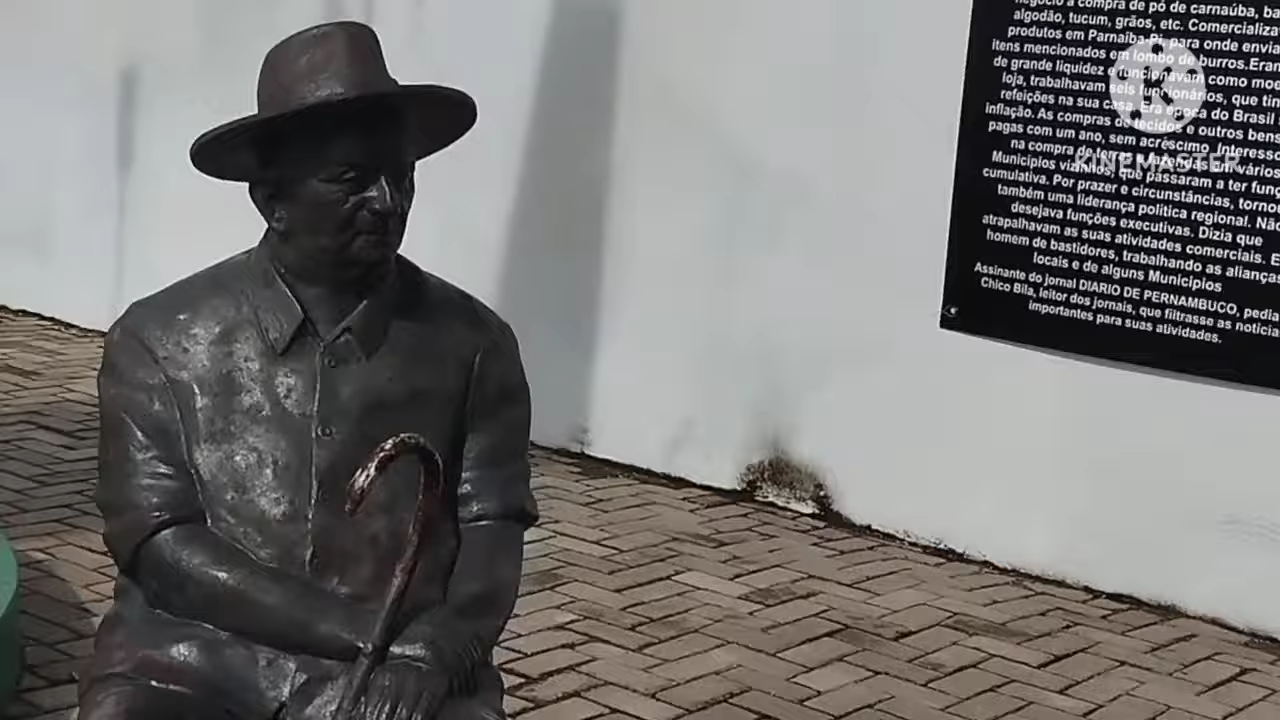 negócio a compra de pó de carnaúba, ba
algodão, tucum, grãos, etc. Comercializa
produtos em Parnaíba-Pi, para onde envia
itens mencionados em lombo de burros.Eram
de grande liquidez e funcionavam como moe
loja, trabalhavam seis funcionários, que tin
refeições na sua casa. Era época do Brasil
inflação. As compras de tecidos e outros bens
pagas com um ano, sem acréscimo. Interesso
na compra de terras e fazendas em vários
Municípios vizinhos, que passaram a ter funç
cumulativa. Por prazer e circunstâncias, tornou
também uma liderança política regional. Não
desejava funções executivas. Dizia que
atrapalhavam as suas atividades comerciais. E
homem de bastidores, trabalhando as alianças
locais e de alguns Municípios
Assinante do jornal DIARIO DE PERNAMBUCO, pedia
Chico Bila, leitor dos jornais, que filtrasse as noticia
importantes para suas atividades.
KINEMASTER